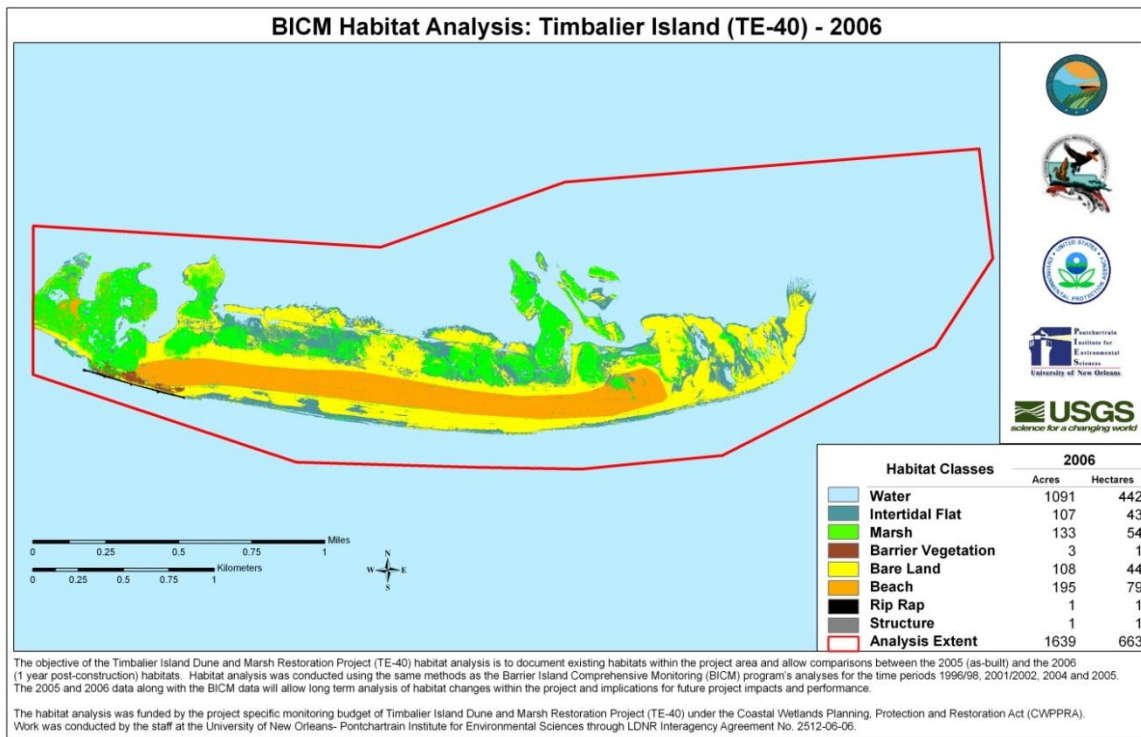 BICM Habitat Analysis: Timbalier Island (TE-40) - 2006
UNITED STATES
ENVIRONMENTAL PROTECTION AGENCY
Pontchartrain
Institute for
Environmental
Sciences
University of New Orleans
USGS
science for a changing world
Habitat Classes 2006
Acres Hectares
Water 1091 442
Intertidal Flat 107 43
Marsh 133 54
Barrier Vegetation 3 1
Bare Land 108 44
Beach 195 79
Rip Rap 1 1
Structure 1 1
Analysis Extent 1639 663
Miles
0 0.25 0.5 0.75 1
Kilometers
0 0.25 0.5 0.75 1
N
W E
S
The objective of the Timbalier Island Dune and Marsh Restoration Project (TE-40) habitat analysis is to document existing habitats within the project area and allow comparisons between the 2005 (as-built) and the 2006
(1 year post-construction) habitats. Habitat analysis was conducted using the same methods as the Barrier Island Comprehensive Monitoring (BICM) program's analyses for the time periods 1996/98, 2001/2002, 2004 and 2005.
The 2005 and 2006 data along with the BICM data will allow long term analysis of habitat changes within the project and implications for future project impacts and performance.
The habitat analysis was funded by the project specific monitoring budget of Timbalier Island Dune and Marsh Restoration Project (TE-40) under the Coastal Wetlands Planning, Protection and Restoration Act (CWPPRA).
Work was conducted by the staff at the University of New Orleans- Pontchartrain Institute for Environmental Sciences through LDNR Interagency Agreement No. 2512-06-06.